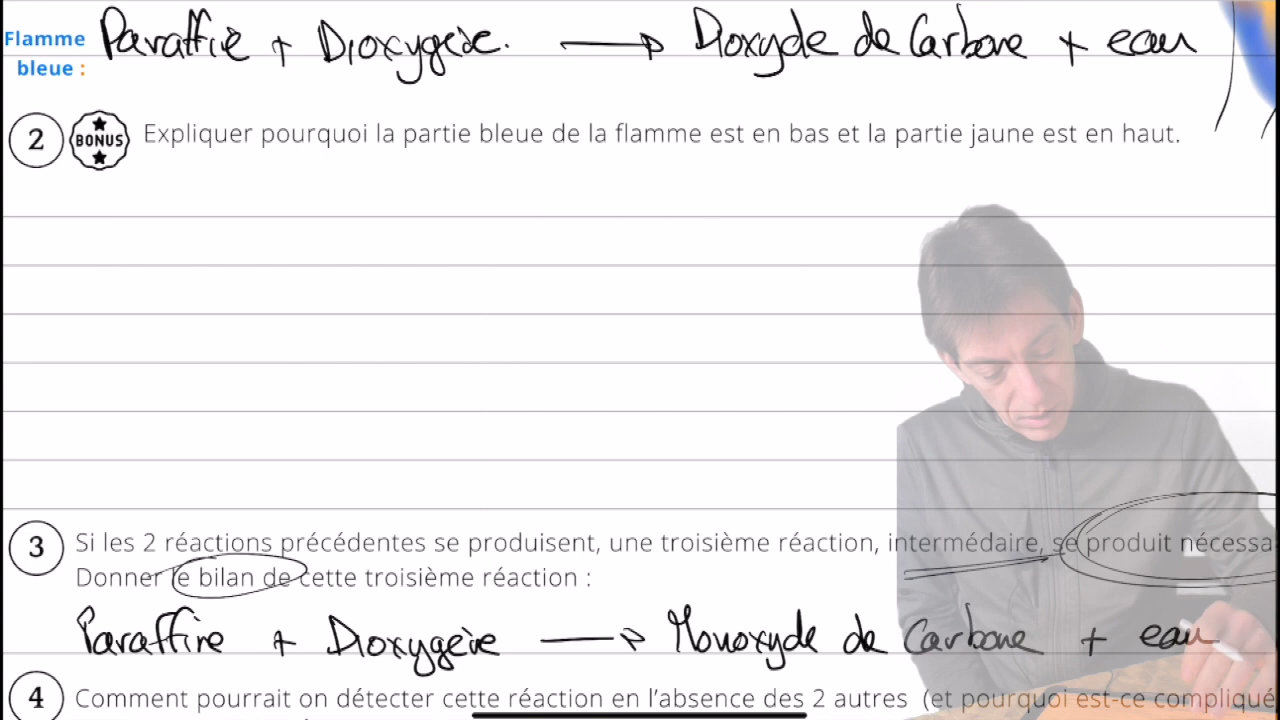 Flamme bleue : Paraffine + Dioxygène. → Dioxyde de Carbone + eau
2 BONUS Expliquer pourquoi la partie bleue de la flamme est en bas et la partie jaune est en haut.
3 Si les 2 réactions précédentes se produisent, une troisième réaction, intermédaire, se produit nécessa
Donner le bilan de cette troisième réaction :
Paraffine + Dioxygène → Monoxyde de Carbone + eau
4 Comment pourrait on détecter cette réaction en l'absence des 2 autres (et pourquoi est-ce compliqué